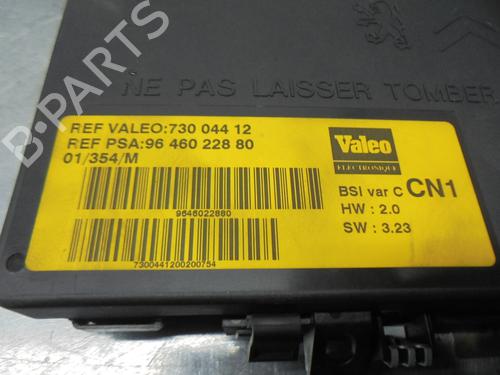 NE PAS LAISSER TOMBER
REF VALEO:730 044 12
REF PSA:96 460 228 80
01/354/M
9646022880
7300441200200754
Valeo
ELECTRONIQUE
BSI var C CN1
HW : 2.0
SW : 3.23